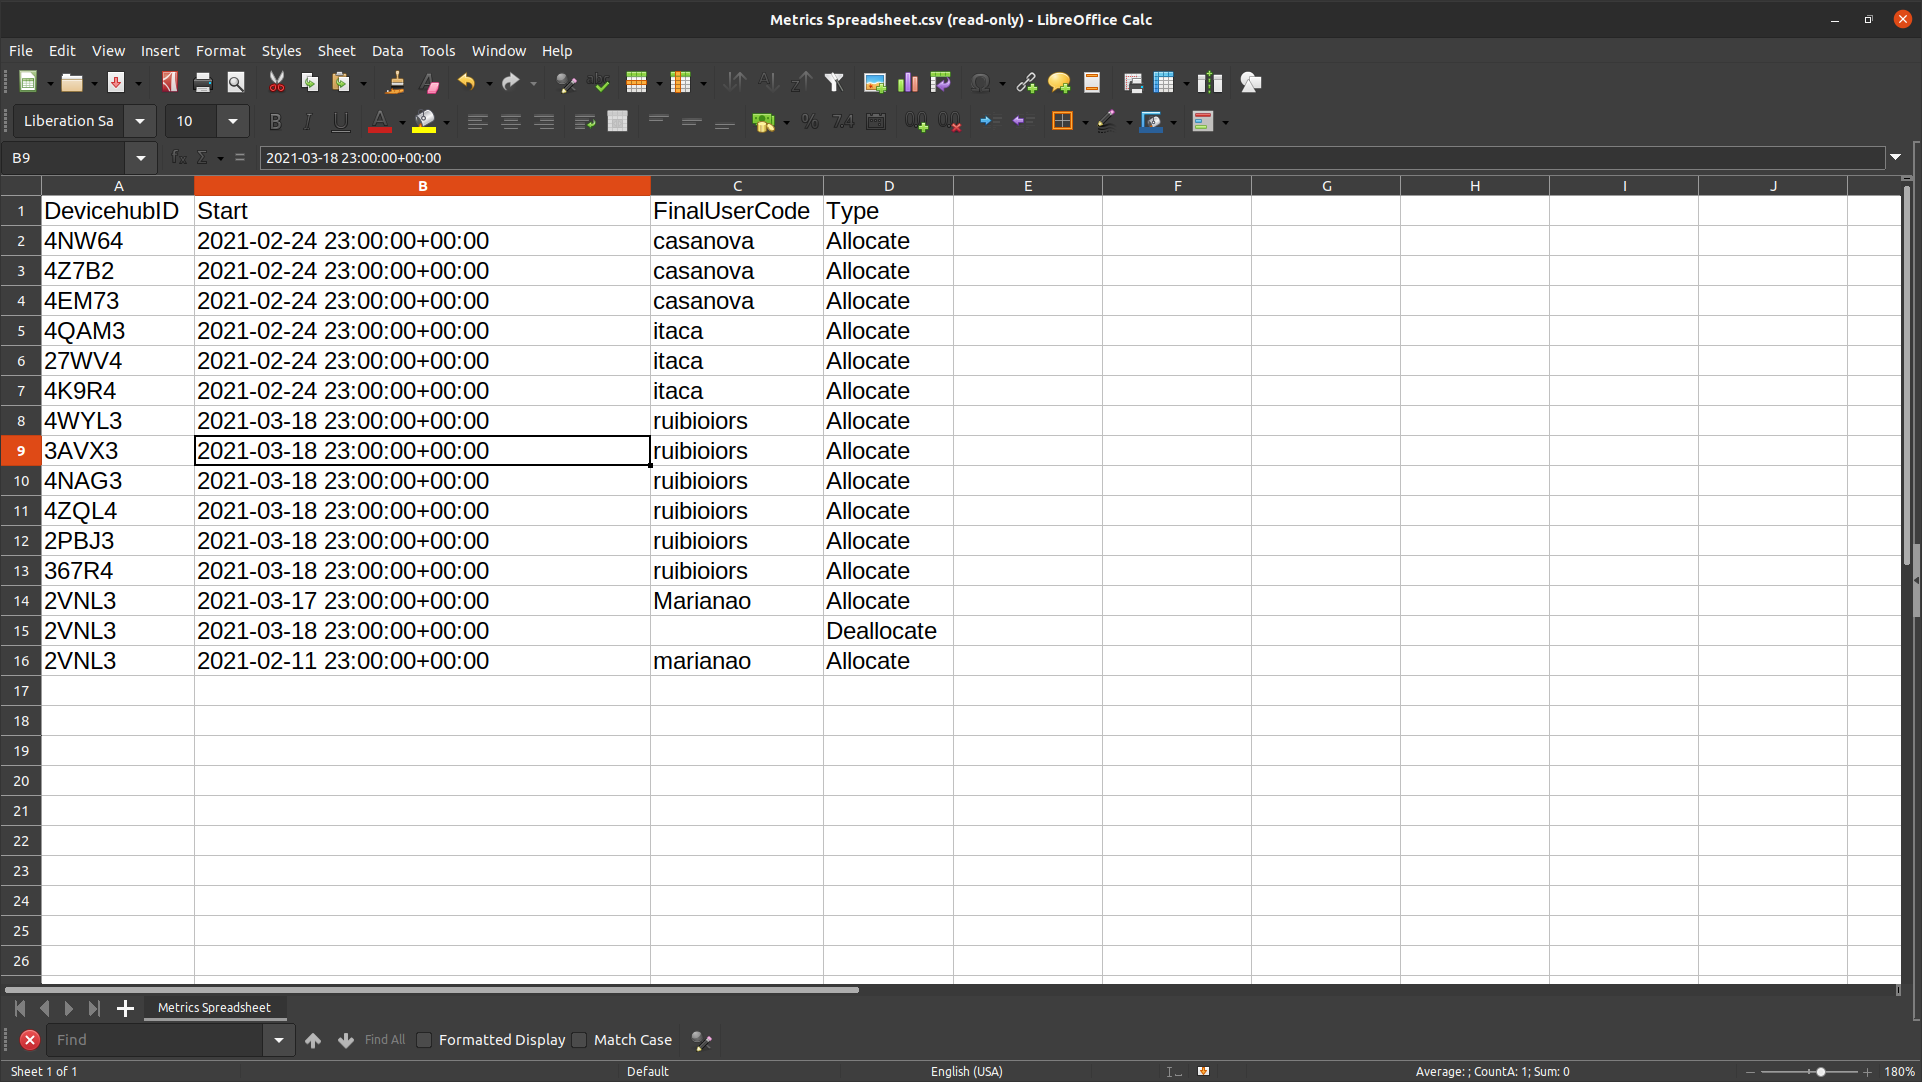 Metrics Spreadsheet.csv (read-only) - LibreOffice Calc
File Edit View Insert Format Styles Sheet Data Tools Window Help
Liberation Sa 10
B9 2021-03-18 23:00:00+00:00
A B C D E F G H I J
1 DevicehubID Start FinalUserCode Type
2 4NW64 2021-02-24 23:00:00+00:00 casanova Allocate
3 4Z7B2 2021-02-24 23:00:00+00:00 casanova Allocate
4 4EM73 2021-02-24 23:00:00+00:00 casanova Allocate
5 4QAM3 2021-02-24 23:00:00+00:00 itaca Allocate
6 27WV4 2021-02-24 23:00:00+00:00 itaca Allocate
7 4K9R4 2021-02-24 23:00:00+00:00 itaca Allocate
8 4WYL3 2021-03-18 23:00:00+00:00 ruibioiors Allocate
9 3AVX3 2021-03-18 23:00:00+00:00 ruibioiors Allocate
10 4NAG3 2021-03-18 23:00:00+00:00 ruibioiors Allocate
11 4ZQL4 2021-03-18 23:00:00+00:00 ruibioiors Allocate
12 2PBJ3 2021-03-18 23:00:00+00:00 ruibioiors Allocate
13 367R4 2021-03-18 23:00:00+00:00 ruibioiors Allocate
14 2VNL3 2021-03-17 23:00:00+00:00 Marianao Allocate
15 2VNL3 2021-03-18 23:00:00+00:00 Deallocate
16 2VNL3 2021-02-11 23:00:00+00:00 marianao Allocate
17
18
19
20
21
22
23
24
25
26
Metrics Spreadsheet
Find Find All Formatted Display Match Case
Sheet 1 of 1 Default English (USA) Average: ; CountA: 1; Sum: 0 180%